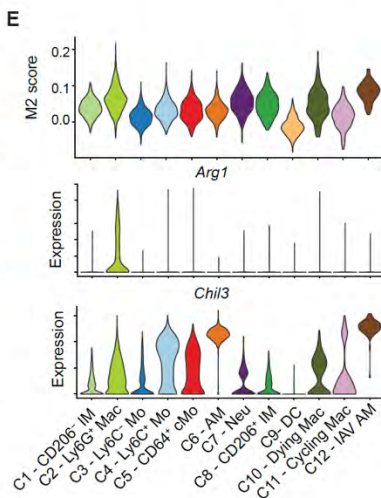 E
M2 score
0.2
0.1
0.0
Arg1
Expression
Chil3
Expression
C1 - CD206⁻ IM
C2 - Ly6G⁺ Mac
C3 - Ly6C⁻ Mo
C4 - Ly6C⁺ Mo
C5 - CD64⁺ cMo
C6 - AM
C7 - Neu
C8 - CD206⁺ IM
C9- DC
C10 - Dying Mac
C11 - Cycling Mac
C12 - IAV AM